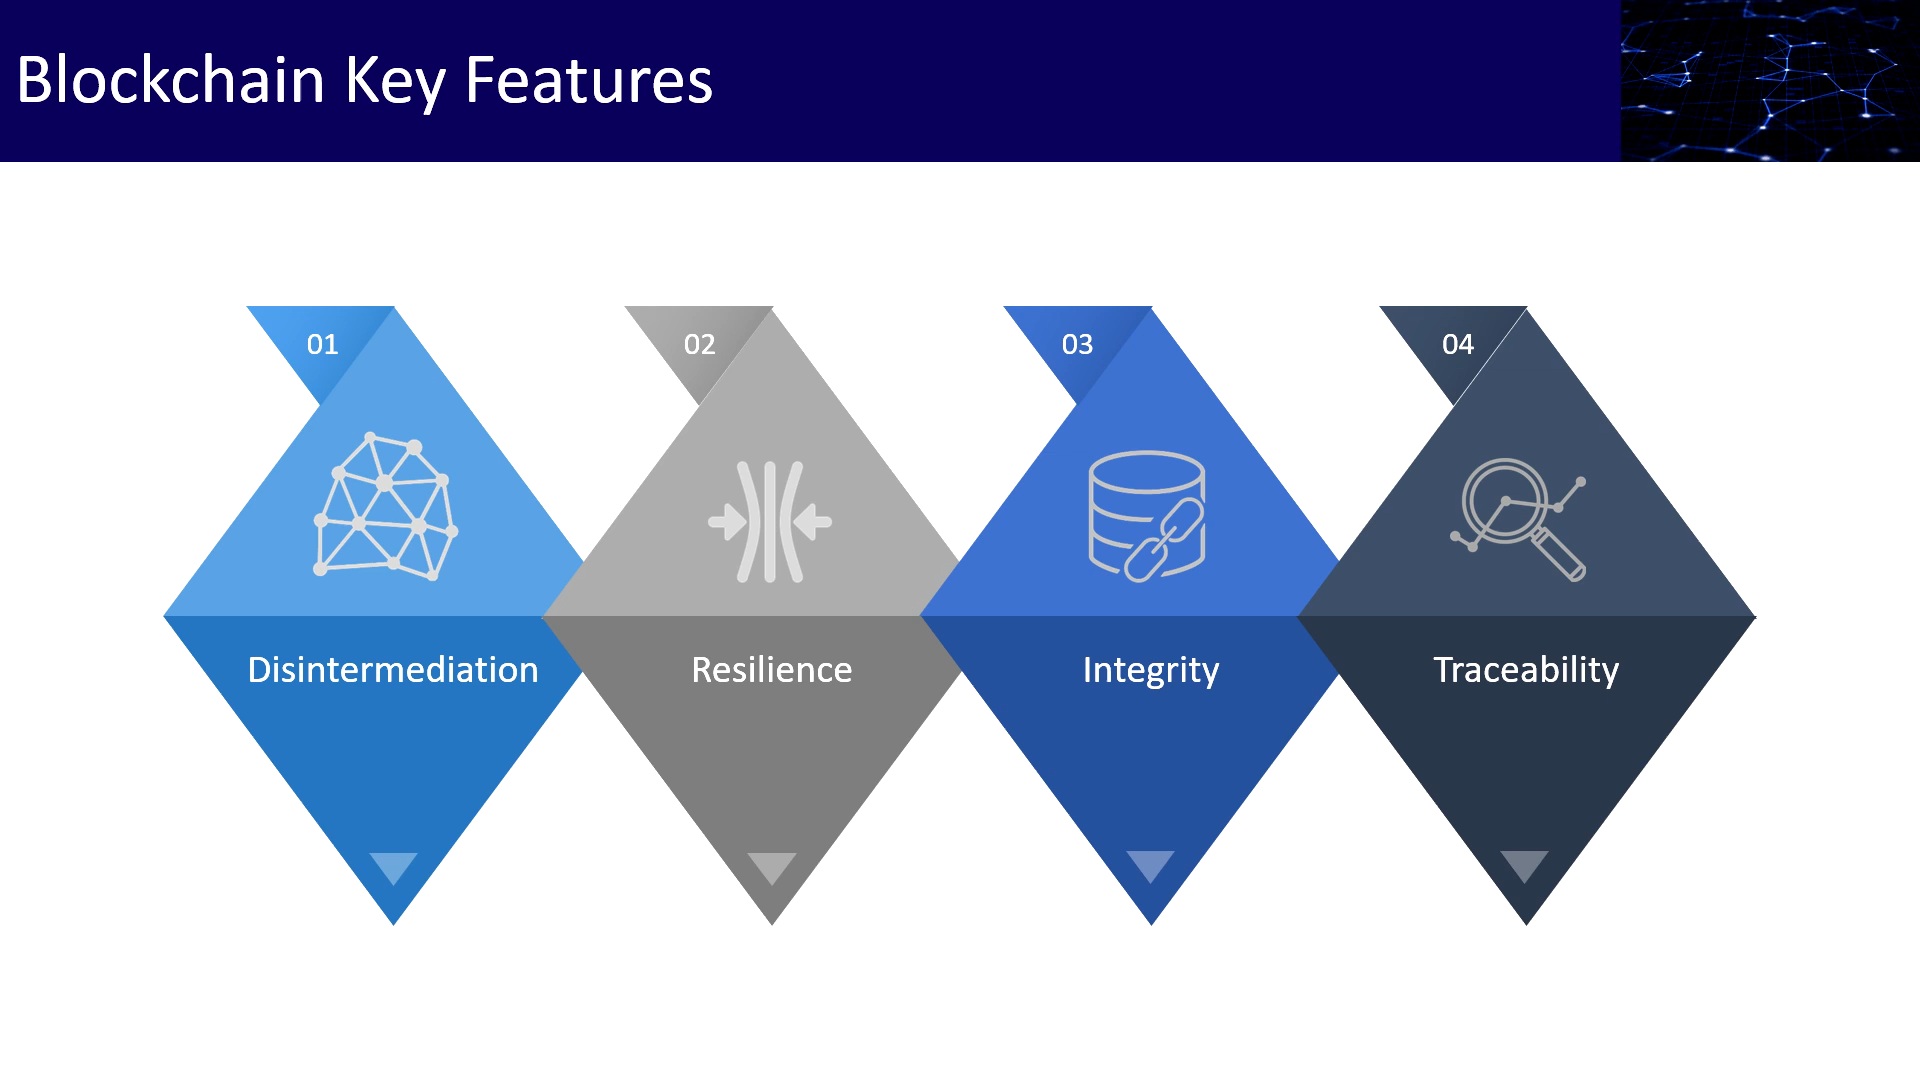 Blockchain Key Features
01
02
03
04
Disintermediation
Resilience
Integrity
Traceability